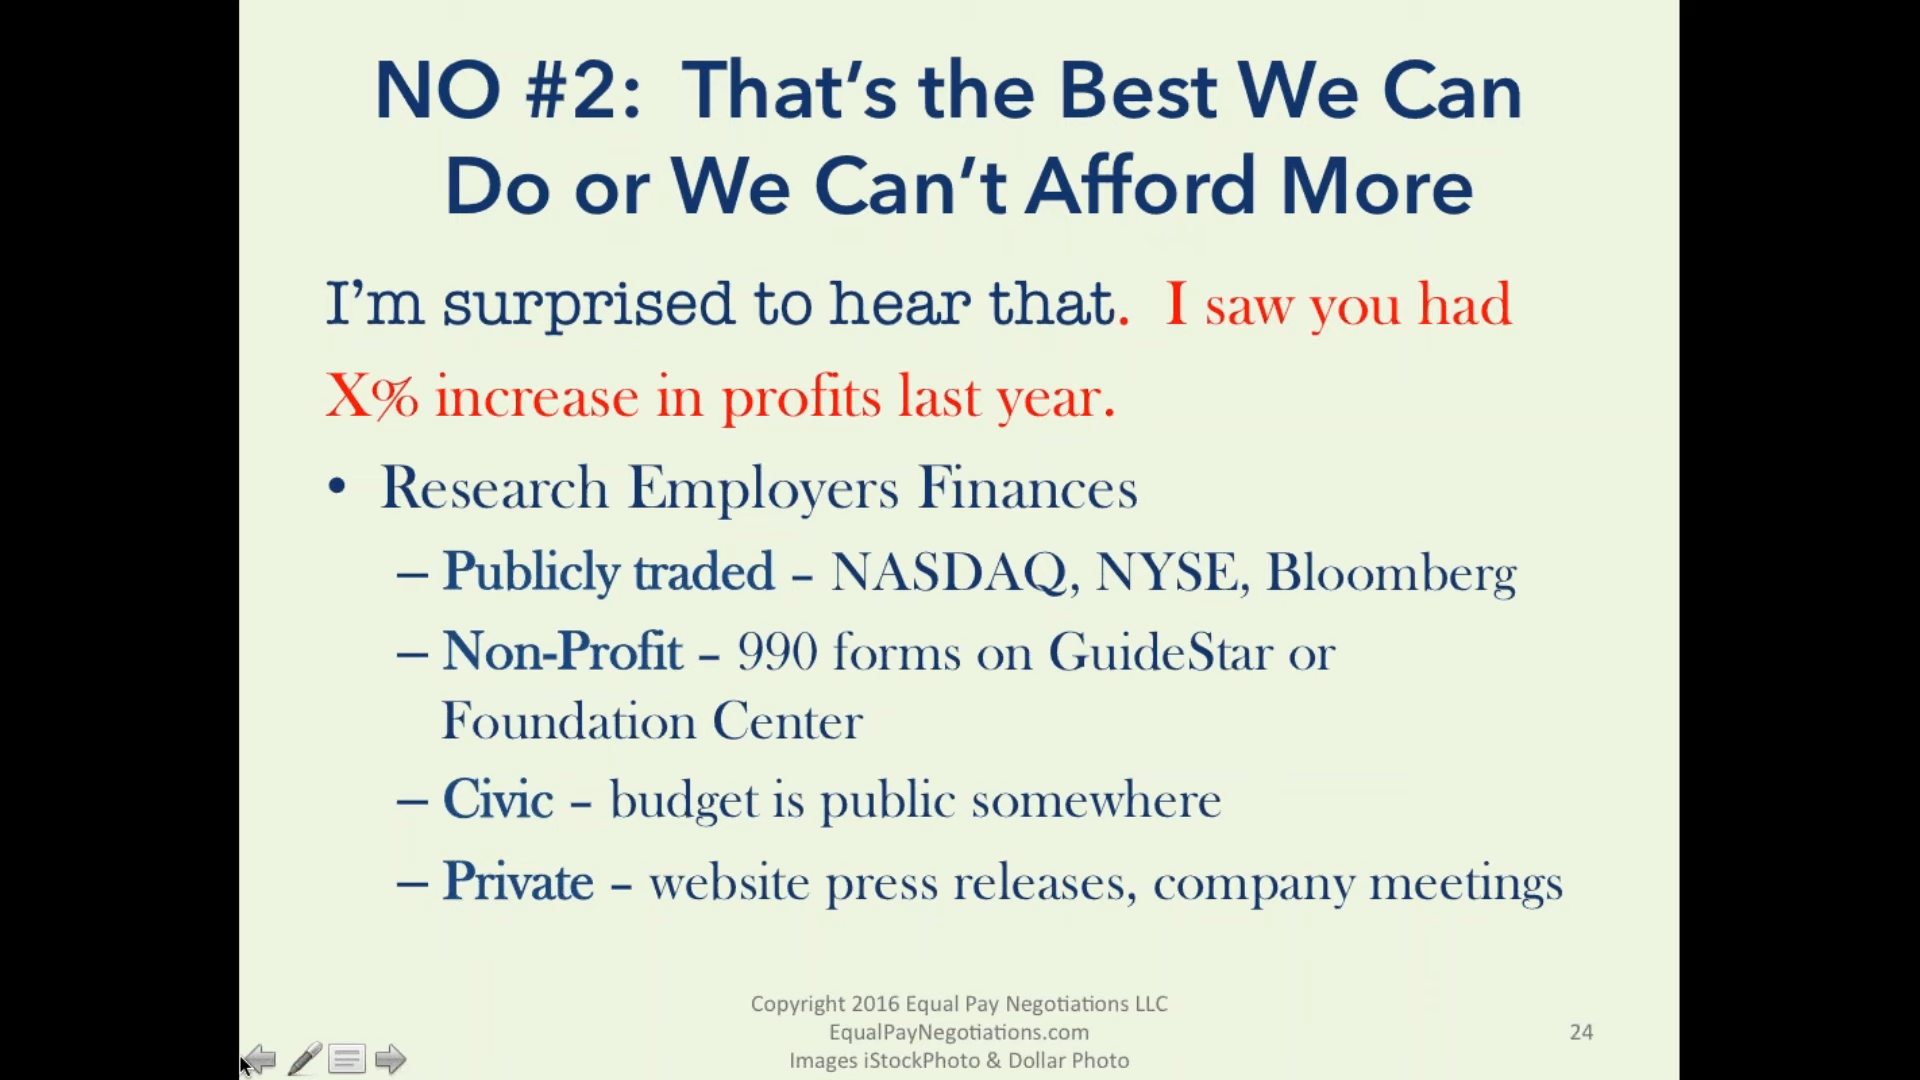 NO #2: That’s the Best We Can
Do or We Can’t Afford More
I’m surprised to hear that. I saw you had
X% increase in profits last year.
• Research Employers Finances
– Publicly traded – NASDAQ, NYSE, Bloomberg
– Non-Profit – 990 forms on GuideStar or
Foundation Center
– Civic – budget is public somewhere
– Private – website press releases, company meetings
Copyright 2016 Equal Pay Negotiations LLC
EqualPayNegotiations.com
Images iStockPhoto & Dollar Photo
24